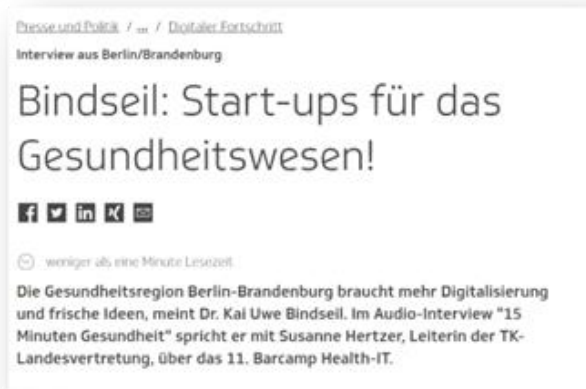 Presse und Politik / ... / Digitaler Fortschritt
Interview aus Berlin/Brandenburg
Bindseil: Start-ups für das
Gesundheitswesen!
weniger als eine Minute Lesezeit
Die Gesundheitsregion Berlin-Brandenburg braucht mehr Digitalisierung
und frische Ideen, meint Dr. Kai Uwe Bindseil. Im Audio-Interview "15
Minuten Gesundheit" spricht er mit Susanne Hertzer, Leiterin der TK-
Landesvertretung, über das 11. Barcamp Health-IT.